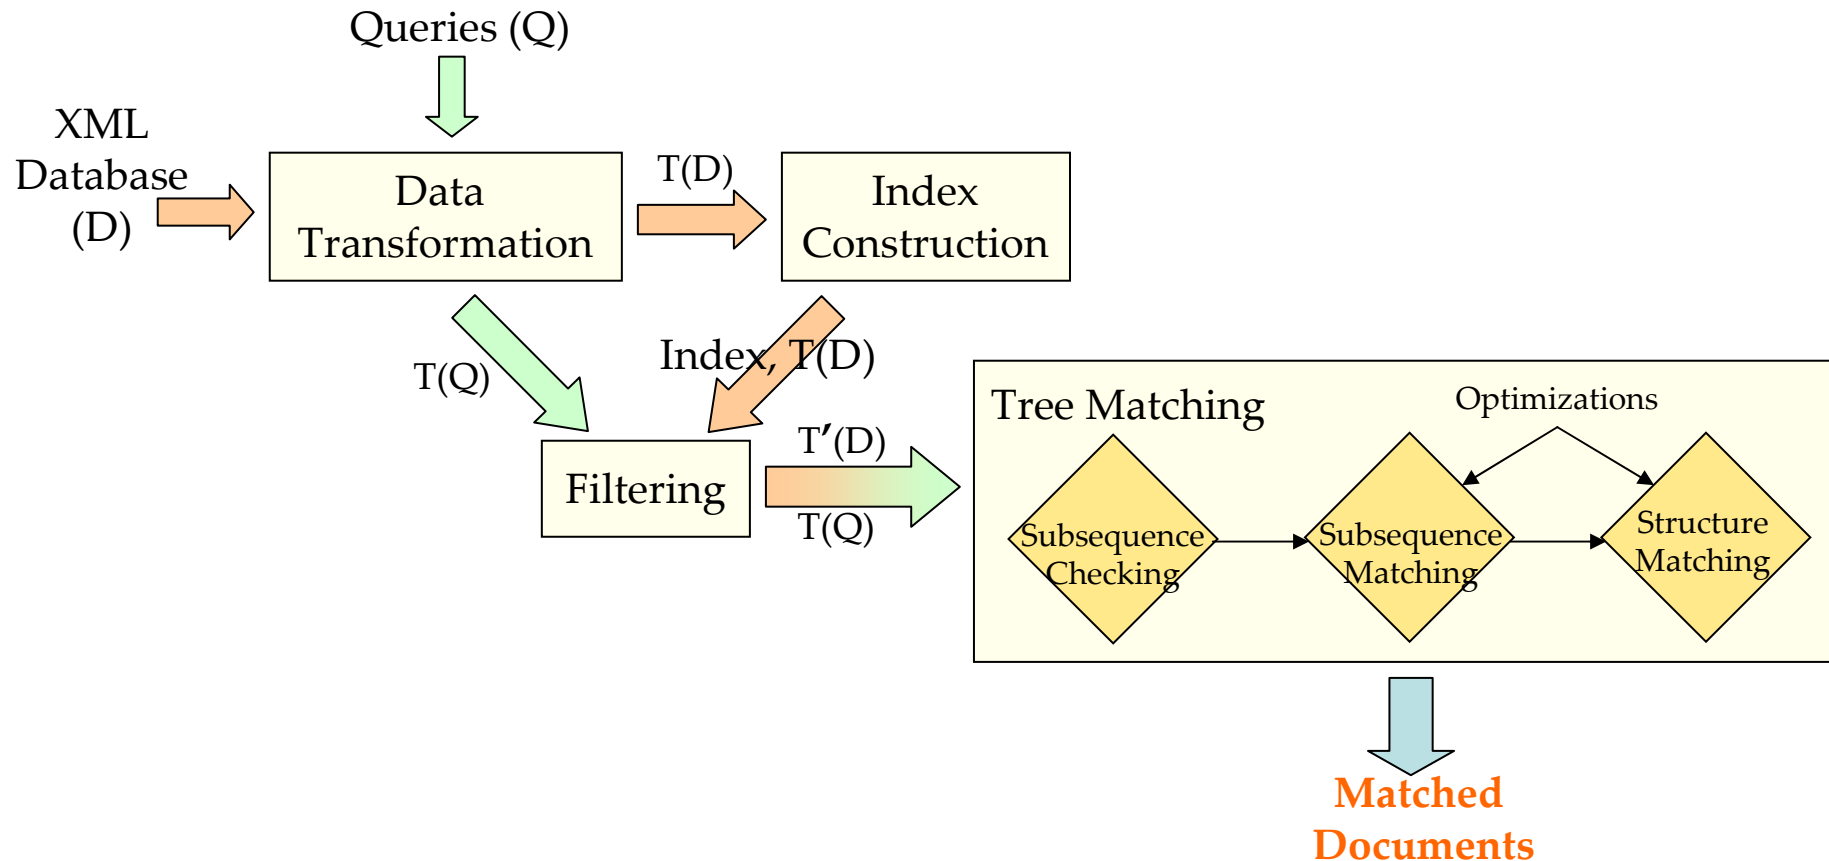 Queries (Q)
XML
Database
(D)
Data
Transformation
T(D)
Index
Construction
T(Q)
Index, T(D)
Filtering
T′(D)
T(Q)
Tree Matching
Optimizations
Subsequence
Checking
Subsequence
Matching
Structure
Matching
Matched
Documents